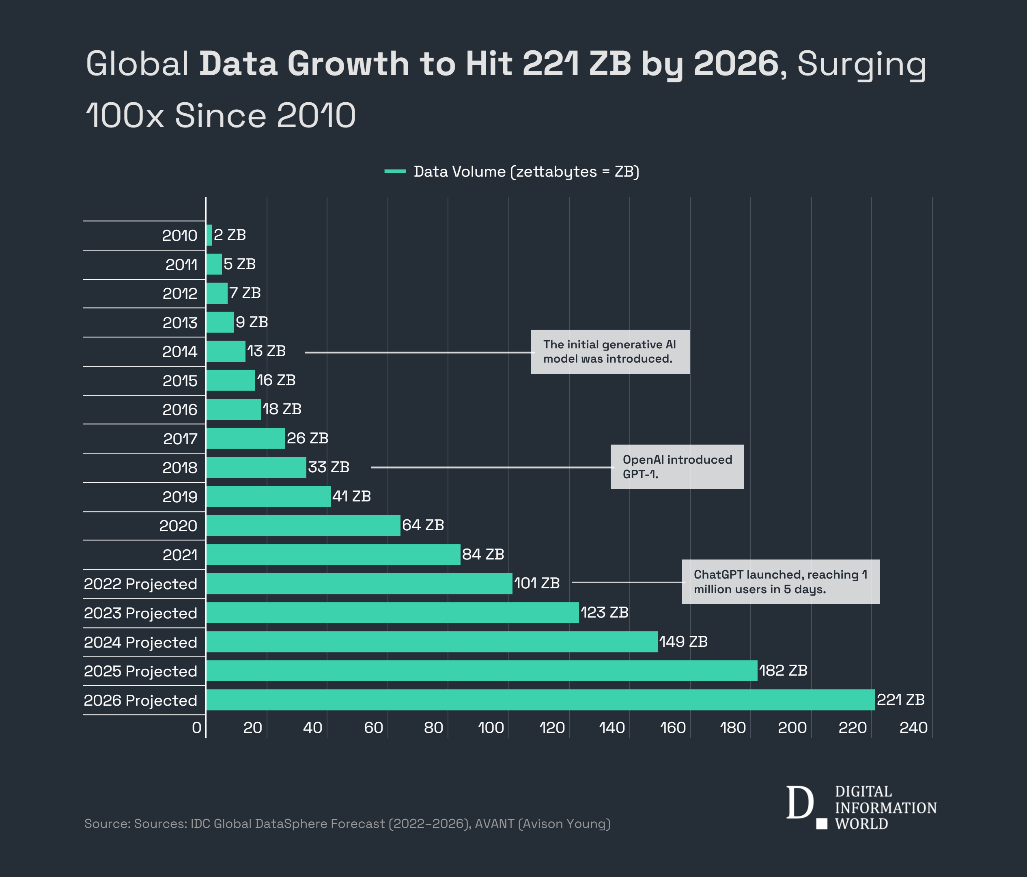 Global Data Growth to Hit 221 ZB by 2026, Surging
100x Since 2010
Data Volume (zettabytes = ZB)
2010 2 ZB
2011 5 ZB
2012 7 ZB
2013 9 ZB
2014 13 ZB
The initial generative AI
model was introduced.
2015 16 ZB
2016 18 ZB
2017 26 ZB
2018 33 ZB
OpenAI introduced
GPT-1.
2019 41 ZB
2020 64 ZB
2021 84 ZB
2022 Projected 101 ZB
ChatGPT launched, reaching 1
million users in 5 days.
2023 Projected 123 ZB
2024 Projected 149 ZB
2025 Projected 182 ZB
2026 Projected 221 ZB
0 20 40 60 80 100 120 140 160 180 200 220 240
Source: Sources: IDC Global DataSphere Forecast (2022–2026), AVANT (Avison Young)
D.
DIGITAL
INFORMATION
WORLD